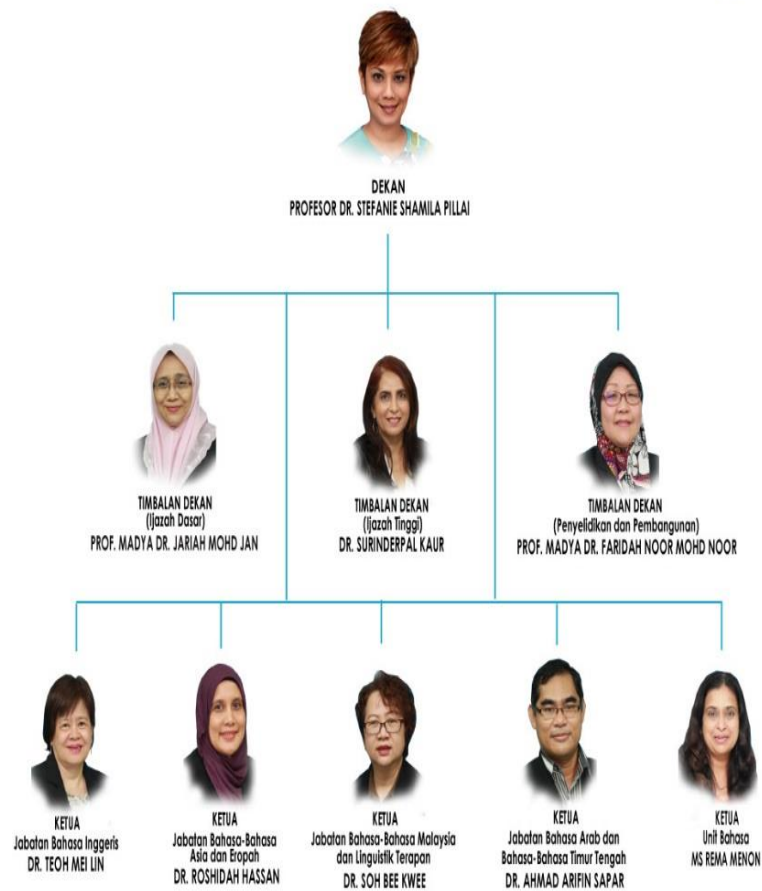 DEKAN
PROFESOR DR. STEFANIE SHAMILA PILLAI
TIMBALAN DEKAN
(Ijazah Dasar)
PROF. MADYA DR. JARIAH MOHD JAN
TIMBALAN DEKAN
(Ijazah Tinggi)
DR. SURINDERPAL KAUR
TIMBALAN DEKAN
(Penyelidikan dan Pembangunan)
PROF. MADYA DR. FARIDAH NOOR MOHD NOOR
KETUA
Jabatan Bahasa Inggeris
DR. TEOH MEI LIN
KETUA
Jabatan Bahasa-Bahasa
Asia dan Eropah
DR. ROSHIDAH HASSAN
KETUA
Jabatan Bahasa-Bahasa Malaysia
dan Linguistik Terapan
DR. SOH BEE KWEE
KETUA
Jabatan Bahasa Arab dan
Bahasa-Bahasa Timur Tengah
DR. AHMAD ARIFIN SAPAR
KETUA
Unit Bahasa
MS REMA MENON